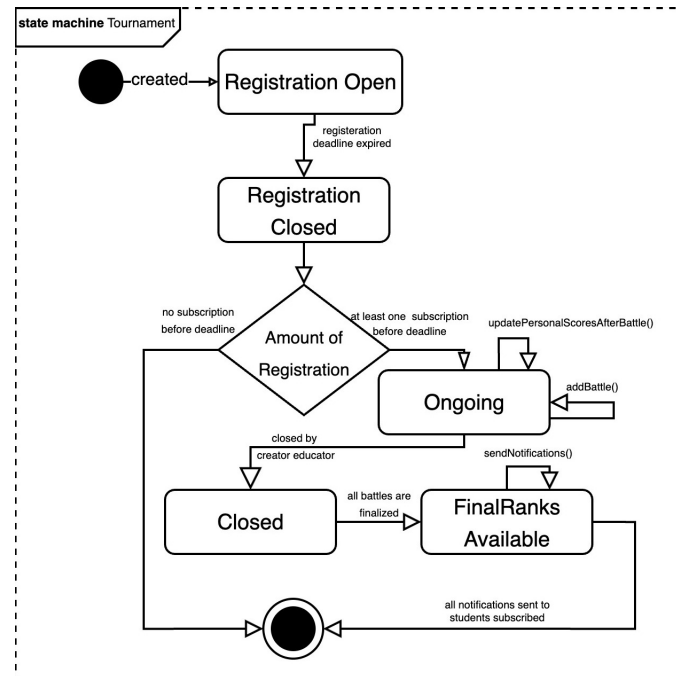 state machine Tournament
created
Registration Open
registeration
deadline expired
Registration
Closed
no subscription
before deadline
at least one subscription
before deadline
Amount of
Registration
updatePersonalScoresAfterBattle()
addBattle()
Ongoing
closed by
creator educator
sendNotifications()
Closed
all battles are
finalized
FinalRanks
Available
all notifications sent to
students subscribed